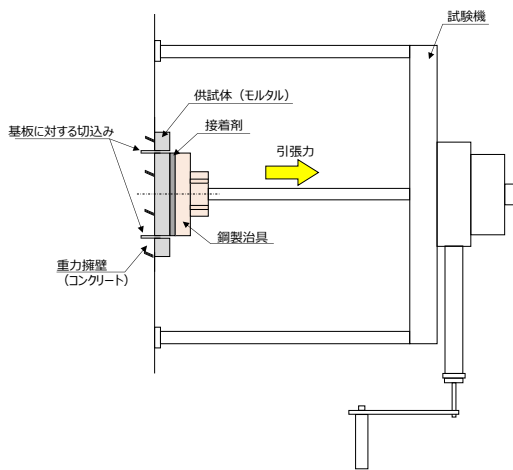 試験機
供試体（モルタル）
基板に対する切込み
接着剤
引張力
鋼製治具
重力擁壁
（コンクリート）